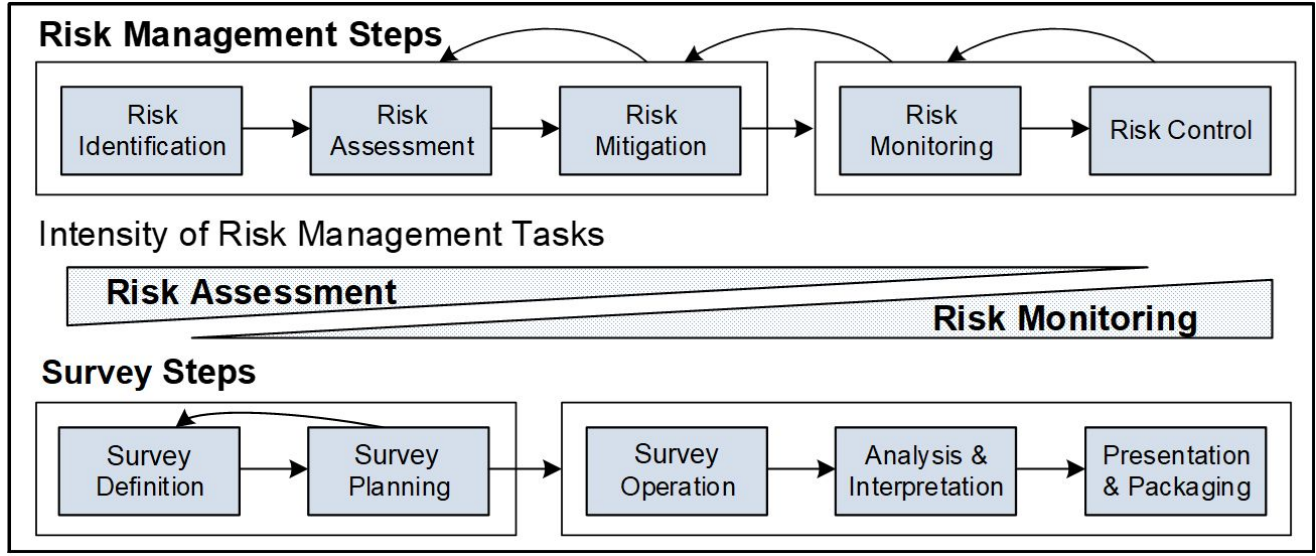 Risk Management Steps
Risk
Identification
Risk
Assessment
Risk
Mitigation
Risk
Monitoring
Risk Control
Intensity of Risk Management Tasks
Risk Assessment
Risk Monitoring
Survey Steps
Survey
Definition
Survey
Planning
Survey
Operation
Analysis &
Interpretation
Presentation
& Packaging